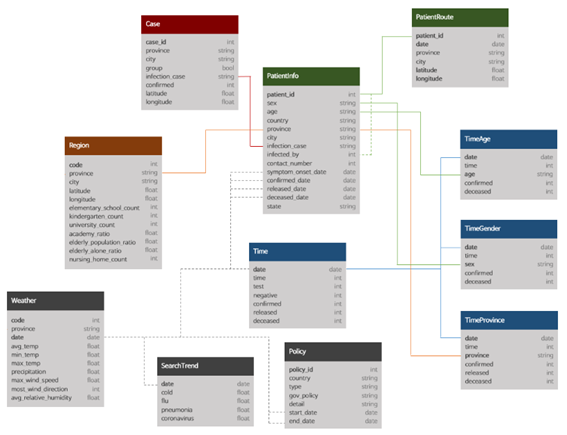 Case
case_id int
province string
city string
group bool
infection_case string
confirmed int
latitude float
longitude float
PatientRoute
patient_id int
date date
province string
city string
latitude float
longitude float
PatientInfo
patient_id int
sex string
age string
country string
province string
city string
infection_case string
infected_by int
contact_number int
symptom_onset_date date
confirmed_date date
released_date date
deceased_date date
state string
Region
code int
province string
city string
latitude float
longitude float
elementary_school_count int
kindergarten_count int
university_count int
academy_ratio float
elderly_population_ratio float
elderly_alone_ratio float
nursing_home_count int
TimeAge
date date
time int
age string
confirmed int
deceased int
TimeGender
date date
time int
sex string
confirmed int
deceased int
Time
date date
time int
test int
negative int
confirmed int
released int
deceased int
TimeProvince
date date
time int
province string
confirmed int
released int
deceased int
Weather
code int
province string
date date
avg_temp float
min_temp float
max_temp float
precipitation float
max_wind_speed float
most_wind_direction int
avg_relative_humidity float
SearchTrend
date date
cold float
flu float
pneumonia float
coronavirus float
Policy
policy_id int
country string
type string
gov_policy string
detail string
start_date date
end_date date